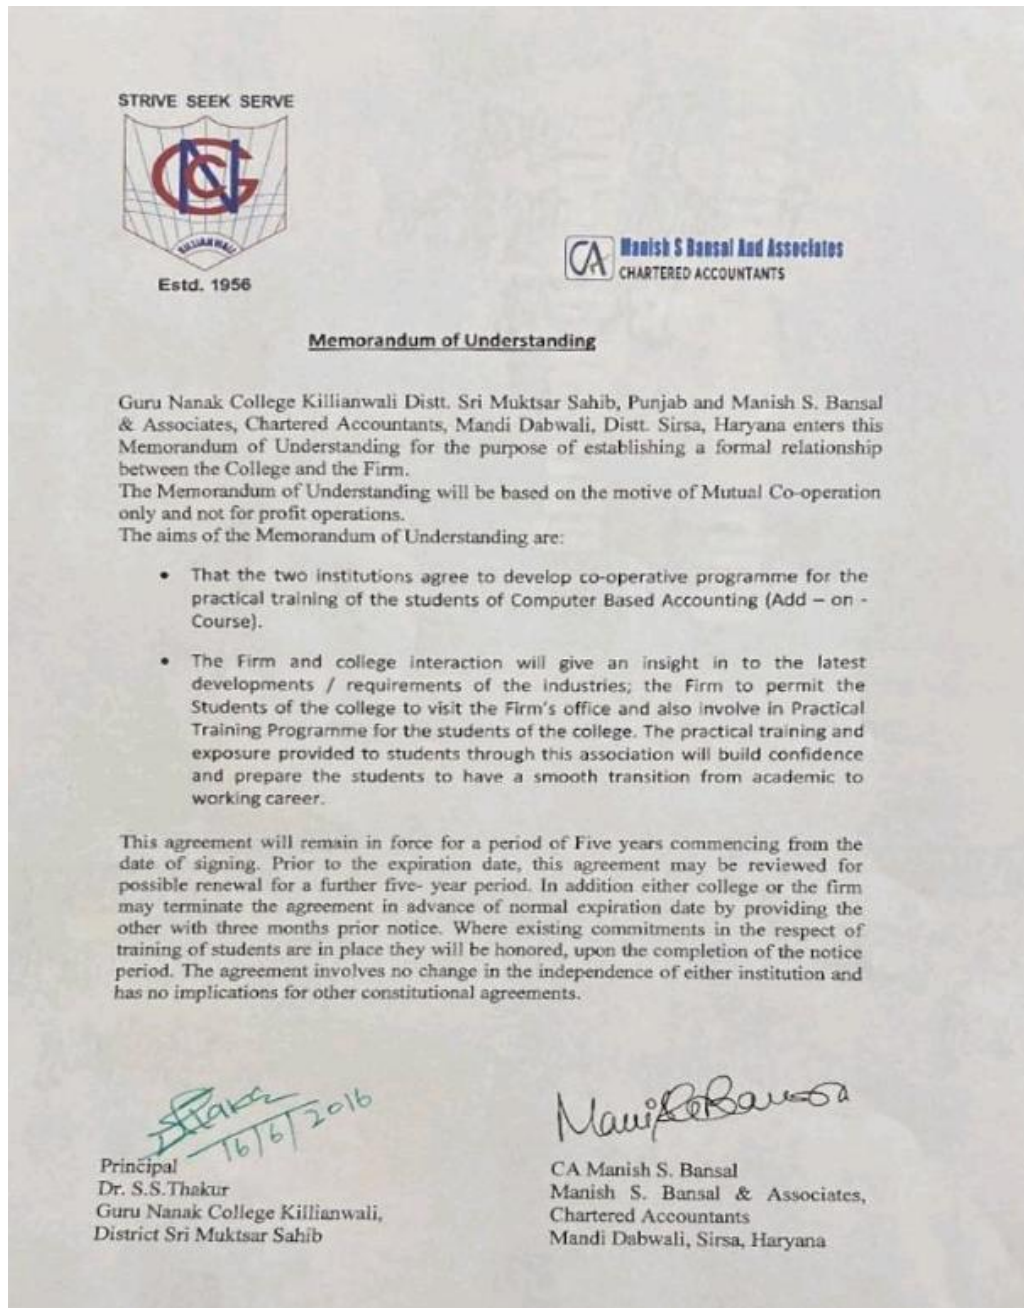 STRIVE SEEK SERVE
GNC
KILLIANWALI
Estd. 1956
CA Manish S Bansal And Associates
CHARTERED ACCOUNTANTS
Memorandum of Understanding
Guru Nanak College Killianwali Distt. Sri Muktsar Sahib, Punjab and Manish S. Bansal
& Associates, Chartered Accountants, Mandi Dabwali, Distt. Sirsa, Haryana enters this
Memorandum of Understanding for the purpose of establishing a formal relationship
between the College and the Firm.
The Memorandum of Understanding will be based on the motive of Mutual Co-operation
only and not for profit operations.
The aims of the Memorandum of Understanding are:
• That the two institutions agree to develop co-operative programme for the
practical training of the students of Computer Based Accounting (Add – on -
Course).
• The Firm and college interaction will give an insight in to the latest
developments / requirements of the industries; the Firm to permit the
Students of the college to visit the Firm's office and also involve in Practical
Training Programme for the students of the college. The practical training and
exposure provided to students through this association will build confidence
and prepare the students to have a smooth transition from academic to
working career.
This agreement will remain in force for a period of Five years commencing from the
date of signing. Prior to the expiration date, this agreement may be reviewed for
possible renewal for a further five- year period. In addition either college or the firm
may terminate the agreement in advance of normal expiration date by providing the
other with three months prior notice. Where existing commitments in the respect of
training of students are in place they will be honored, upon the completion of the notice
period. The agreement involves no change in the independence of either institution and
has no implications for other constitutional agreements.
16/6/2016
Principal
Dr. S.S.Thakur
Guru Nanak College Killianwali,
District Sri Muktsar Sahib
CA Manish S. Bansal
Manish S. Bansal & Associates,
Chartered Accountants
Mandi Dabwali, Sirsa, Haryana